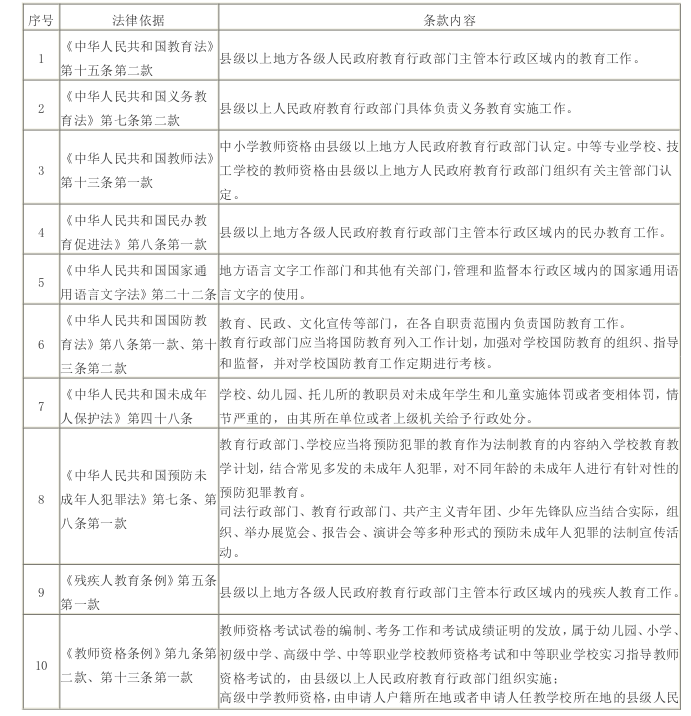 序号 法律依据 条款内容
1 《中华人民共和国教育法》
第十五条第二款
县级以上地方各级人民政府教育行政部门主管本行政区域内的教育工作。
2 《中华人民共和国义务教
育法》第七条第二款
县级以上人民政府教育行政部门具体负责义务教育实施工作。
3 《中华人民共和国教师法》
第十三条第一款
中小学教师资格由县级以上地方人民政府教育行政部门认定。中等专业学校、技
工学校的教师资格由县级以上地方人民政府教育行政部门组织有关主管部门认
定。
4 《中华人民共和国民办教
育促进法》第八条第一款
县级以上地方各级人民政府教育行政部门主管本行政区域内的民办教育工作。
5 《中华人民共和国国家通
用语言文字法》第二十二条
地方语言文字工作部门和其他有关部门,管理和监督本行政区域内的国家通用语
言文字的使用。
6 《中华人民共和国国防教
育法》第八条第一款、第十
三条第二款
教育、民政、文化宣传等部门，在各自职责范围内负责国防教育工作。
教育行政部门应当将国防教育列入工作计划，加强对学校国防教育的组织、指导
和监督，并对学校国防教育工作定期进行考核。
7 《中华人民共和国未成年
人保护法》第四十八条
学校、幼儿园、托儿所的教职员对未成年学生和儿童实施体罚或者变相体罚，情
节严重的，由其所在单位或者上级机关给予行政处分。
8 《中华人民共和国预防未
成年人犯罪法》第七条、第
八条第一款
教育行政部门、学校应当将预防犯罪的教育作为法制教育的内容纳入学校教育教
学计划，结合常见多发的未成年人犯罪，对不同年龄的未成年人进行有针对性的
预防犯罪教育。
司法行政部门、教育行政部门、共产主义青年团、少年先锋队应当结合实际，组
织、举办展览会、报告会、演讲会等多种形式的预防未成年人犯罪的法制宣传活
动。
9 《残疾人教育条例》第五条
第一款
县级以上地方各级人民政府教育行政部门主管本行政区域内的残疾人教育工作。
10 《教师资格条例》第九条第
二款、第十三条第一款
教师资格考试试卷的编制、考务工作和考试成绩证明的发放，属于幼儿园、小学、
初级中学、高级中学、中等职业学校教师资格考试和中等职业学校实习指导教师
资格考试的，由县级以上人民政府教育行政部门组织实施；
高级中学教师资格，由申请人户籍所在地或者申请人任教学校所在地的县级人民